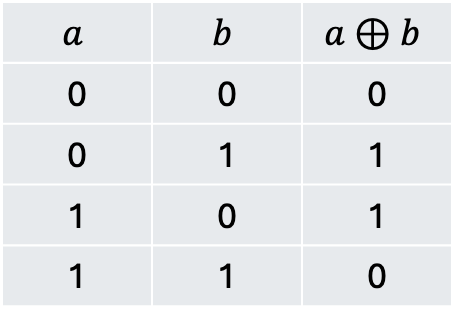 a b a ⊕ b
0 0 0
0 1 1
1 0 1
1 1 0